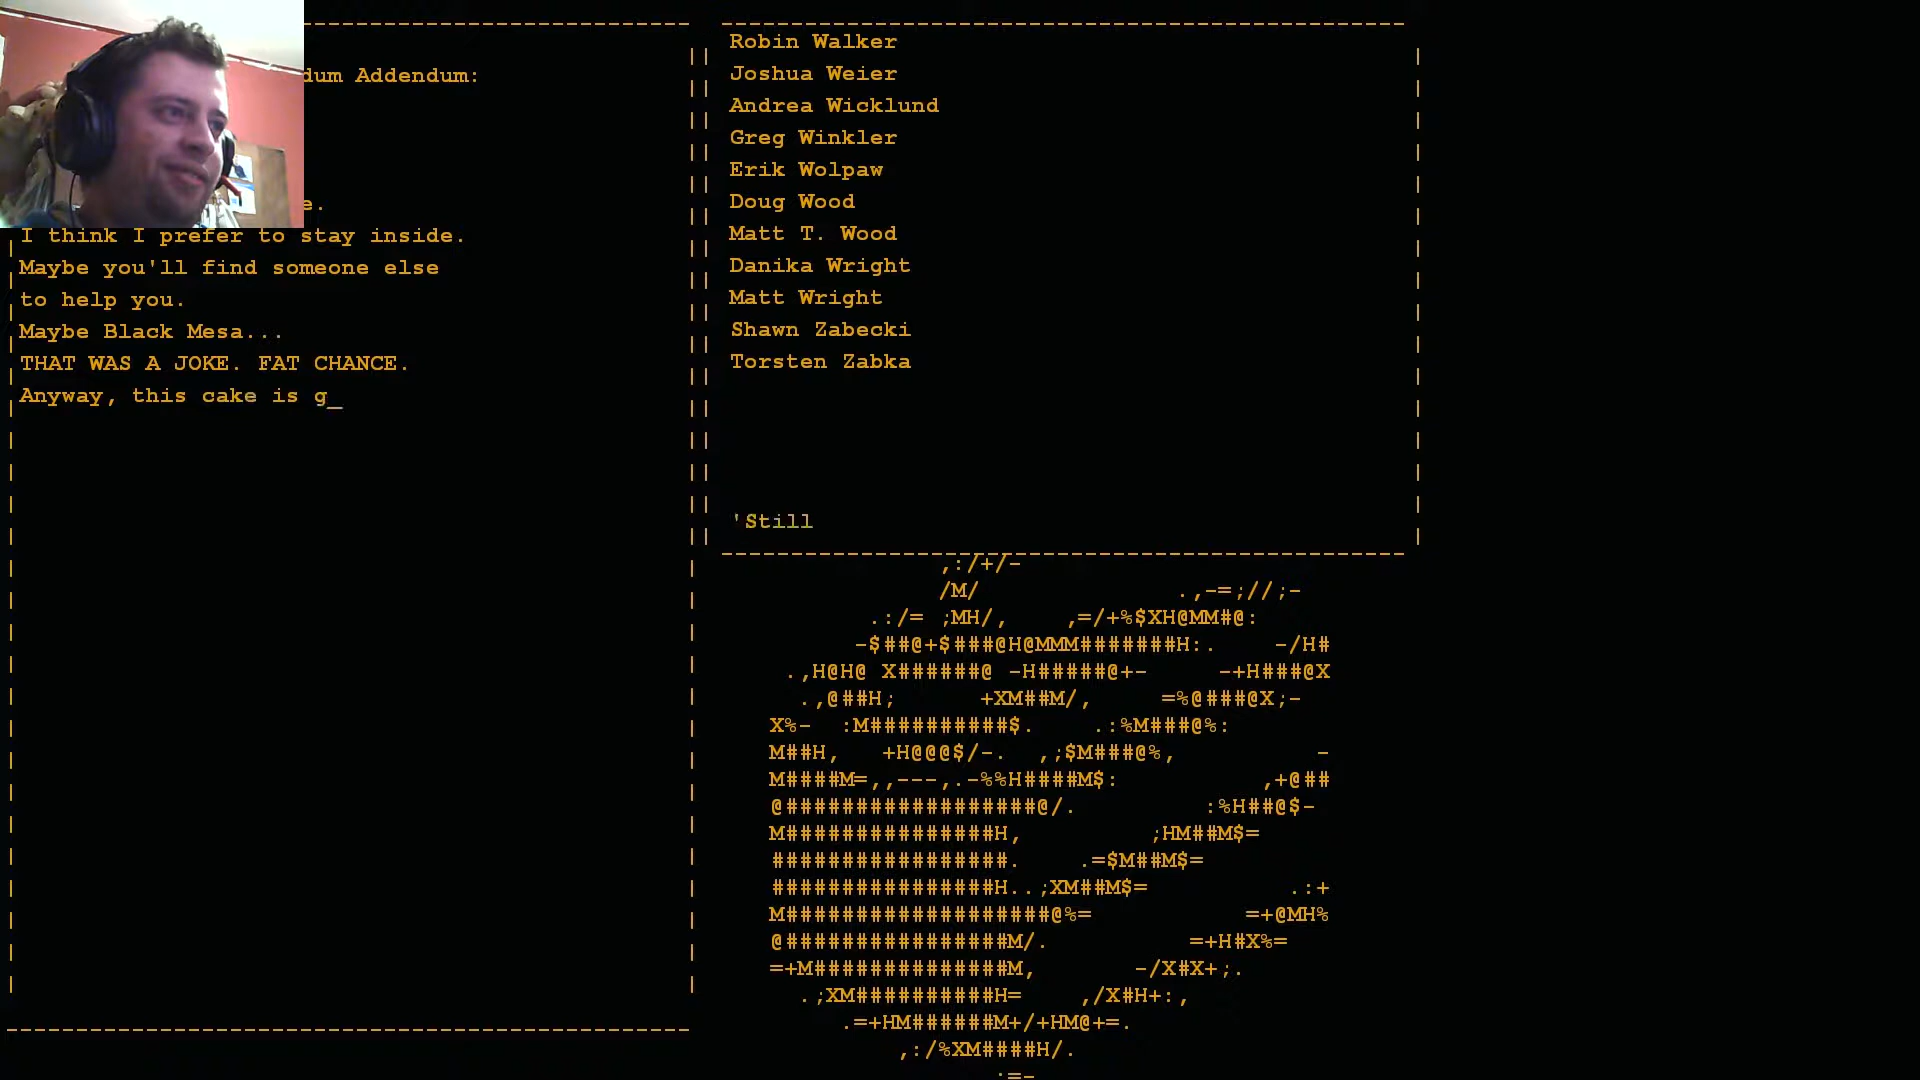 dum Addendum:
e.
I think I prefer to stay inside.
Maybe you'll find someone else
to help you.
Maybe Black Mesa...
THAT WAS A JOKE. FAT CHANCE.
Anyway, this cake is g_
Robin Walker
Joshua Weier
Andrea Wicklund
Greg Winkler
Erik Wolpaw
Doug Wood
Matt T. Wood
Danika Wright
Matt Wright
Shawn Zabecki
Torsten Zabka
'Still